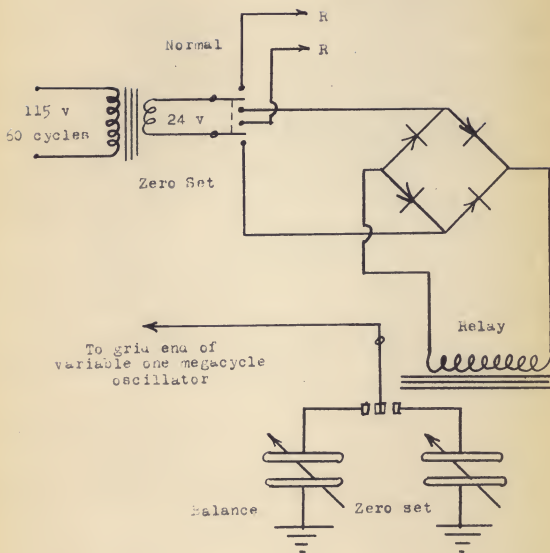 R
Normal
R
115 v
60 cycles
24 v
Zero Set
Relay
To grid end of
variable one megacycle
oscillator
Balance
Zero set